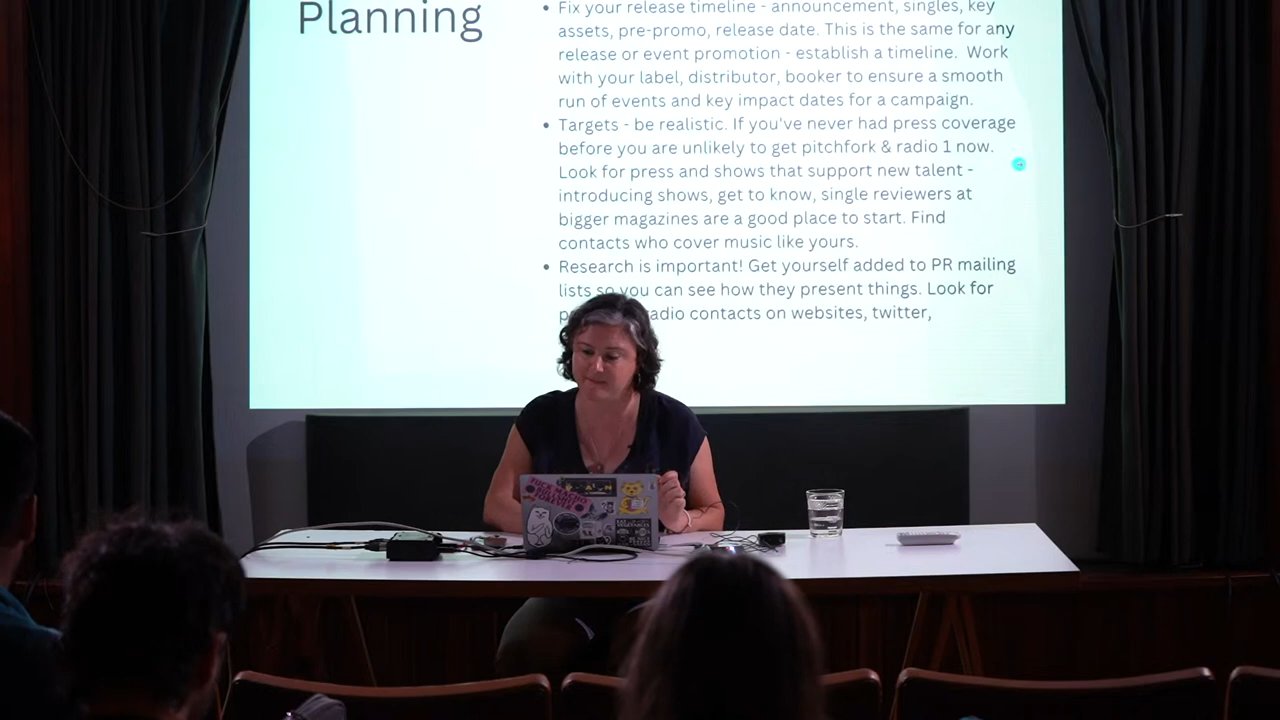 Planning
• Fix your release timeline - announcement, singles, key
assets, pre-promo, release date. This is the same for any
release or event promotion - establish a timeline. Work
with your label, distributor, booker to ensure a smooth
run of events and key impact dates for a campaign.
• Targets - be realistic. If you've never had press coverage
before you are unlikely to get pitchfork & radio 1 now.
Look for press and shows that support new talent -
introducing shows, get to know, single reviewers at
bigger magazines are a good place to start. Find
contacts who cover music like yours.
• Research is important! Get yourself added to PR mailing
lists so you can see how they present things. Look for
radio contacts on websites, twitter,
FUCK MACHO
BULLSHIT
FOREVER